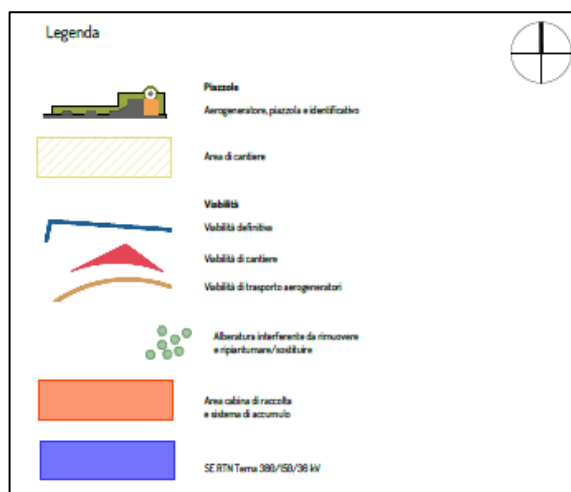 Legenda
Piazzole
Aerogeneratore, piazzola e identificativo
Area di cantiere
Viabilità
Viabilità definitiva
Viabilità di cantiere
Viabilità di trasporto aerogeneratori
Alberatura interferente da rimuovere
e ripiantumare/sostituire
Area cabina di raccolta
e sistema di accumulo
SE RTN Terna 380/150/36 kV